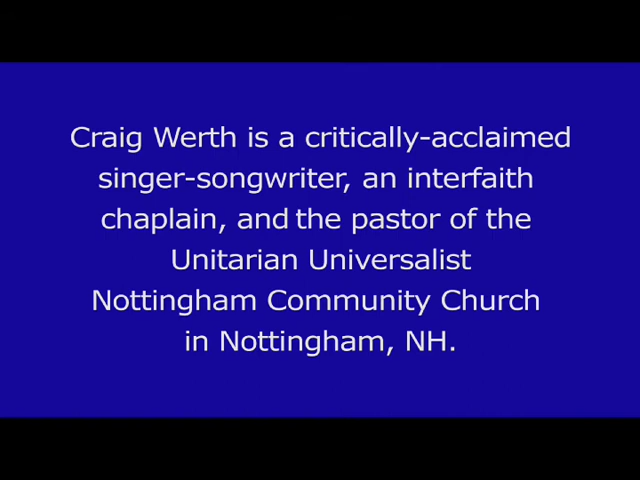 Craig Werth is a critically-acclaimed
singer-songwriter, an interfaith
chaplain, and the pastor of the
Unitarian Universalist
Nottingham Community Church
in Nottingham, NH.